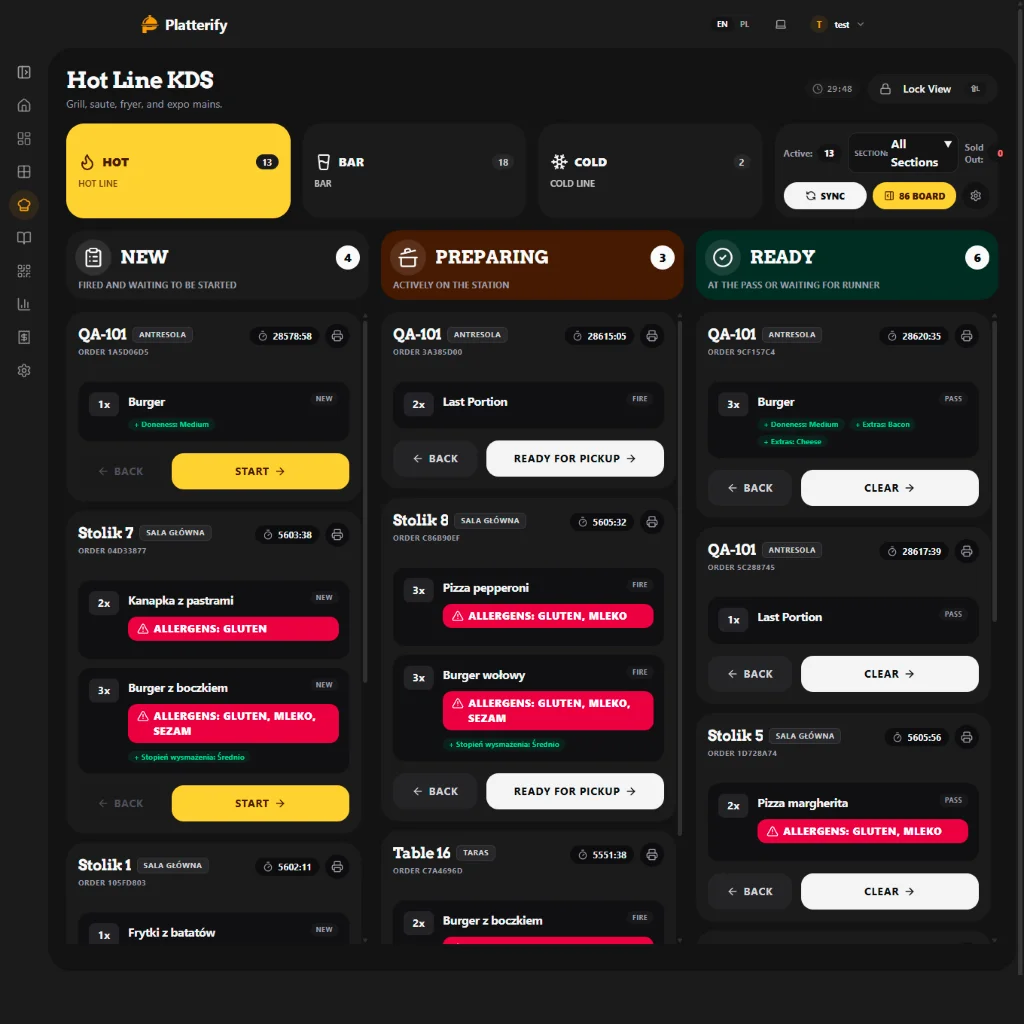 Platterify
EN PL
T test
Hot Line KDS
Grill, saute, fryer, and expo mains.
29:48
Lock View
HOT 13
HOT LINE
BAR 18
BAR
COLD 2
COLD LINE
Active: 13
SECTION: All Sections
Sold Out: 0
SYNC
86 BOARD
NEW 4
FIRED AND WAITING TO BE STARTED
QA-101 ANTRESOLA 28578:58
ORDER 1A5D06D5
1x Burger NEW
+ Doneness: Medium
← BACK START →
Stolik 7 SALA GŁÓWNA 5603:38
ORDER 04D33877
2x Kanapka z pastrami NEW
ALLERGENS: GLUTEN
3x Burger z boczkiem NEW
ALLERGENS: GLUTEN, MLEKO,
SEZAM
+ Stopień wysmażenia: Średnio
← BACK START →
Stolik 1 SALA GŁÓWNA 5602:11
ORDER 105FD803
1x Frytki z batatów NEW
PREPARING 3
ACTIVELY ON THE STATION
QA-101 ANTRESOLA 28615:05
ORDER 3A385D00
2x Last Portion FIRE
← BACK READY FOR PICKUP →
Stolik 8 SALA GŁÓWNA 5605:32
ORDER C86B90EF
3x Pizza pepperoni FIRE
ALLERGENS: GLUTEN, MLEKO
3x Burger wołowy FIRE
ALLERGENS: GLUTEN, MLEKO,
SEZAM
+ Stopień wysmażenia: Średnio
← BACK READY FOR PICKUP →
Table 16 TARAS 5551:38
ORDER C7A4696D
2x Burger z boczkiem FIRE
READY 6
AT THE PASS OR WAITING FOR RUNNER
QA-101 ANTRESOLA 28620:35
ORDER 9CF157C4
3x Burger PASS
+ Doneness: Medium + Extras: Bacon
+ Extras: Cheese
← BACK CLEAR →
QA-101 ANTRESOLA 28617:39
ORDER 5C288745
1x Last Portion PASS
← BACK CLEAR →
Stolik 5 SALA GŁÓWNA 5605:56
ORDER 1D728A74
2x Pizza margherita PASS
ALLERGENS: GLUTEN, MLEKO
← BACK CLEAR →